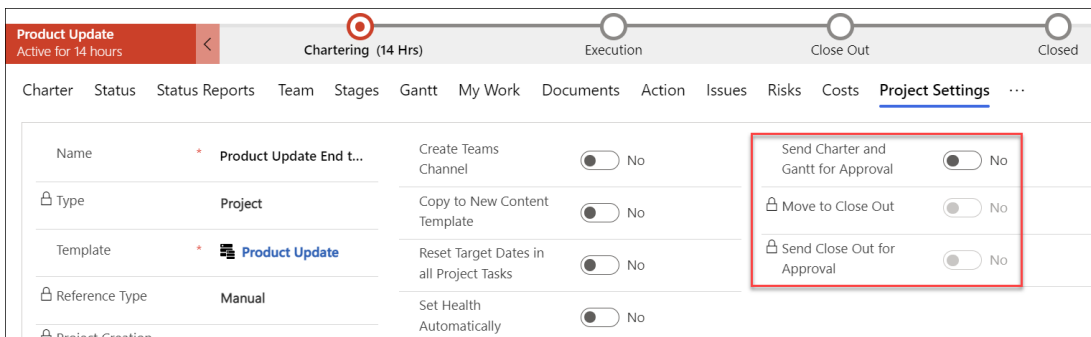 Product Update
Active for 14 hours
Chartering (14 Hrs)
Execution
Close Out
Closed
Charter Status Status Reports Team Stages Gantt My Work Documents Action Issues Risks Costs Project Settings ...
Name * Product Update End t...
Type Project
Template * Product Update
Reference Type Manual
Project Creation
Create Teams
Channel
No
Copy to New Content
Template
No
Reset Target Dates in
all Project Tasks
No
Set Health
Automatically
No
Send Charter and
Gantt for Approval
No
Move to Close Out No
Send Close Out for
Approval
No